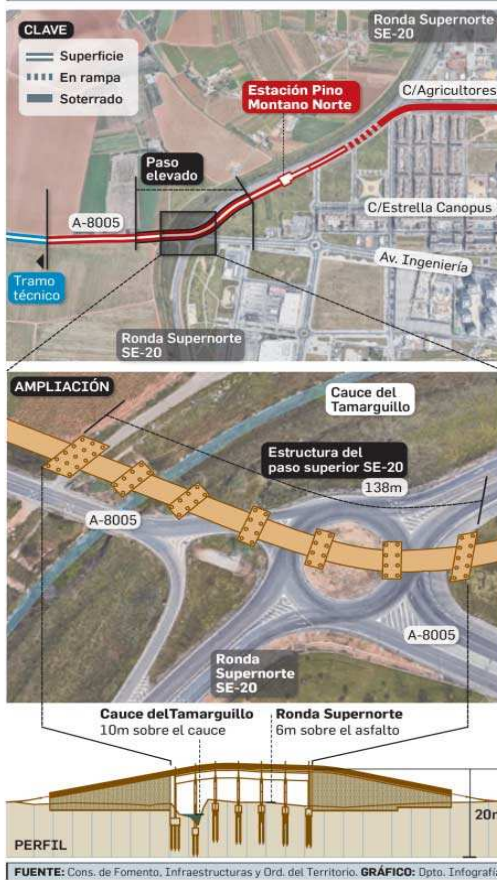 CLAVE
Superficie
En rampa
Soterrado
Ronda Supernorte
SE-20
Estación Pino
Montano Norte
C/Agricultores
Paso
elevado
A-8005
C/Estrella Canopus
Av. Ingeniería
Tramo
técnico
Ronda Supernorte
SE-20
AMPLIACIÓN
Cauce del
Tamarguillo
Estructura del
paso superior SE-20
138m
A-8005
A-8005
Ronda
Supernorte
SE-20
Cauce delTamarguillo
10m sobre el cauce
Ronda Supernorte
6m sobre el asfalto
20m
PERFIL
FUENTE: Cons. de Fomento, Infraestructuras y Ord. del Territorio. GRÁFICO: Dpto. Infografía